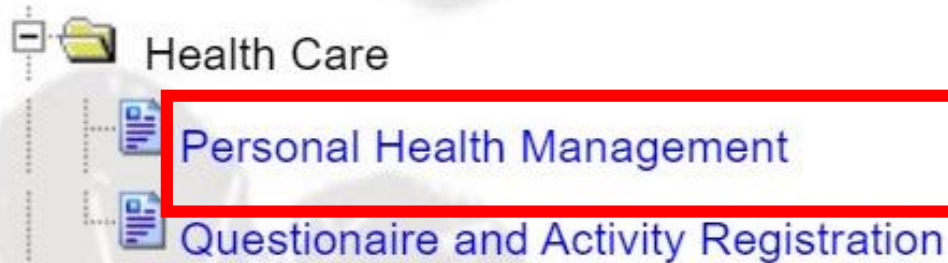 Health Care
Personal Health Management
Questionaire and Activity Registration